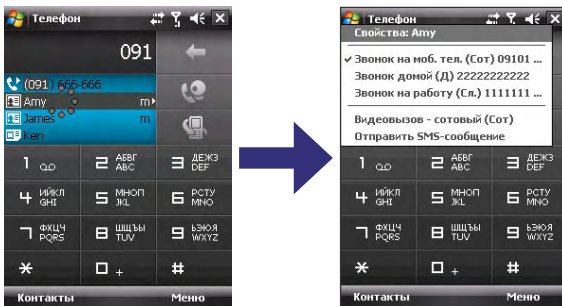 Телефон
091
(091) 666-666
Amy m
James m
Ken
1
2 АБВГ ABC
3 ДЕЖЗ DEF
4 ИЙКЛ GHI
5 МНОП JKL
6 РСТУ MNO
7 ФХЦЧ PQRS
8 ШЩЪЫ TUV
9 ЬЭЮЯ WXYZ
* 0 + #
Контакты Меню
Телефон
Свойства: Amy
Звонок на моб. тел. (Сот) 09101 ...
Звонок домой (Д) 22222222222
Звонок на работу (Сл.) 1111111 ...
Видеовызов - сотовый (Сот)
Отправить SMS-сообщение
1
2 АБВГ ABC
3 ДЕЖЗ DEF
4 ИЙКЛ GHI
5 МНОП JKL
6 РСТУ MNO
7 ФХЦЧ PQRS
8 ШЩЪЫ TUV
9 ЬЭЮЯ WXYZ
* 0 + #
Контакты Меню